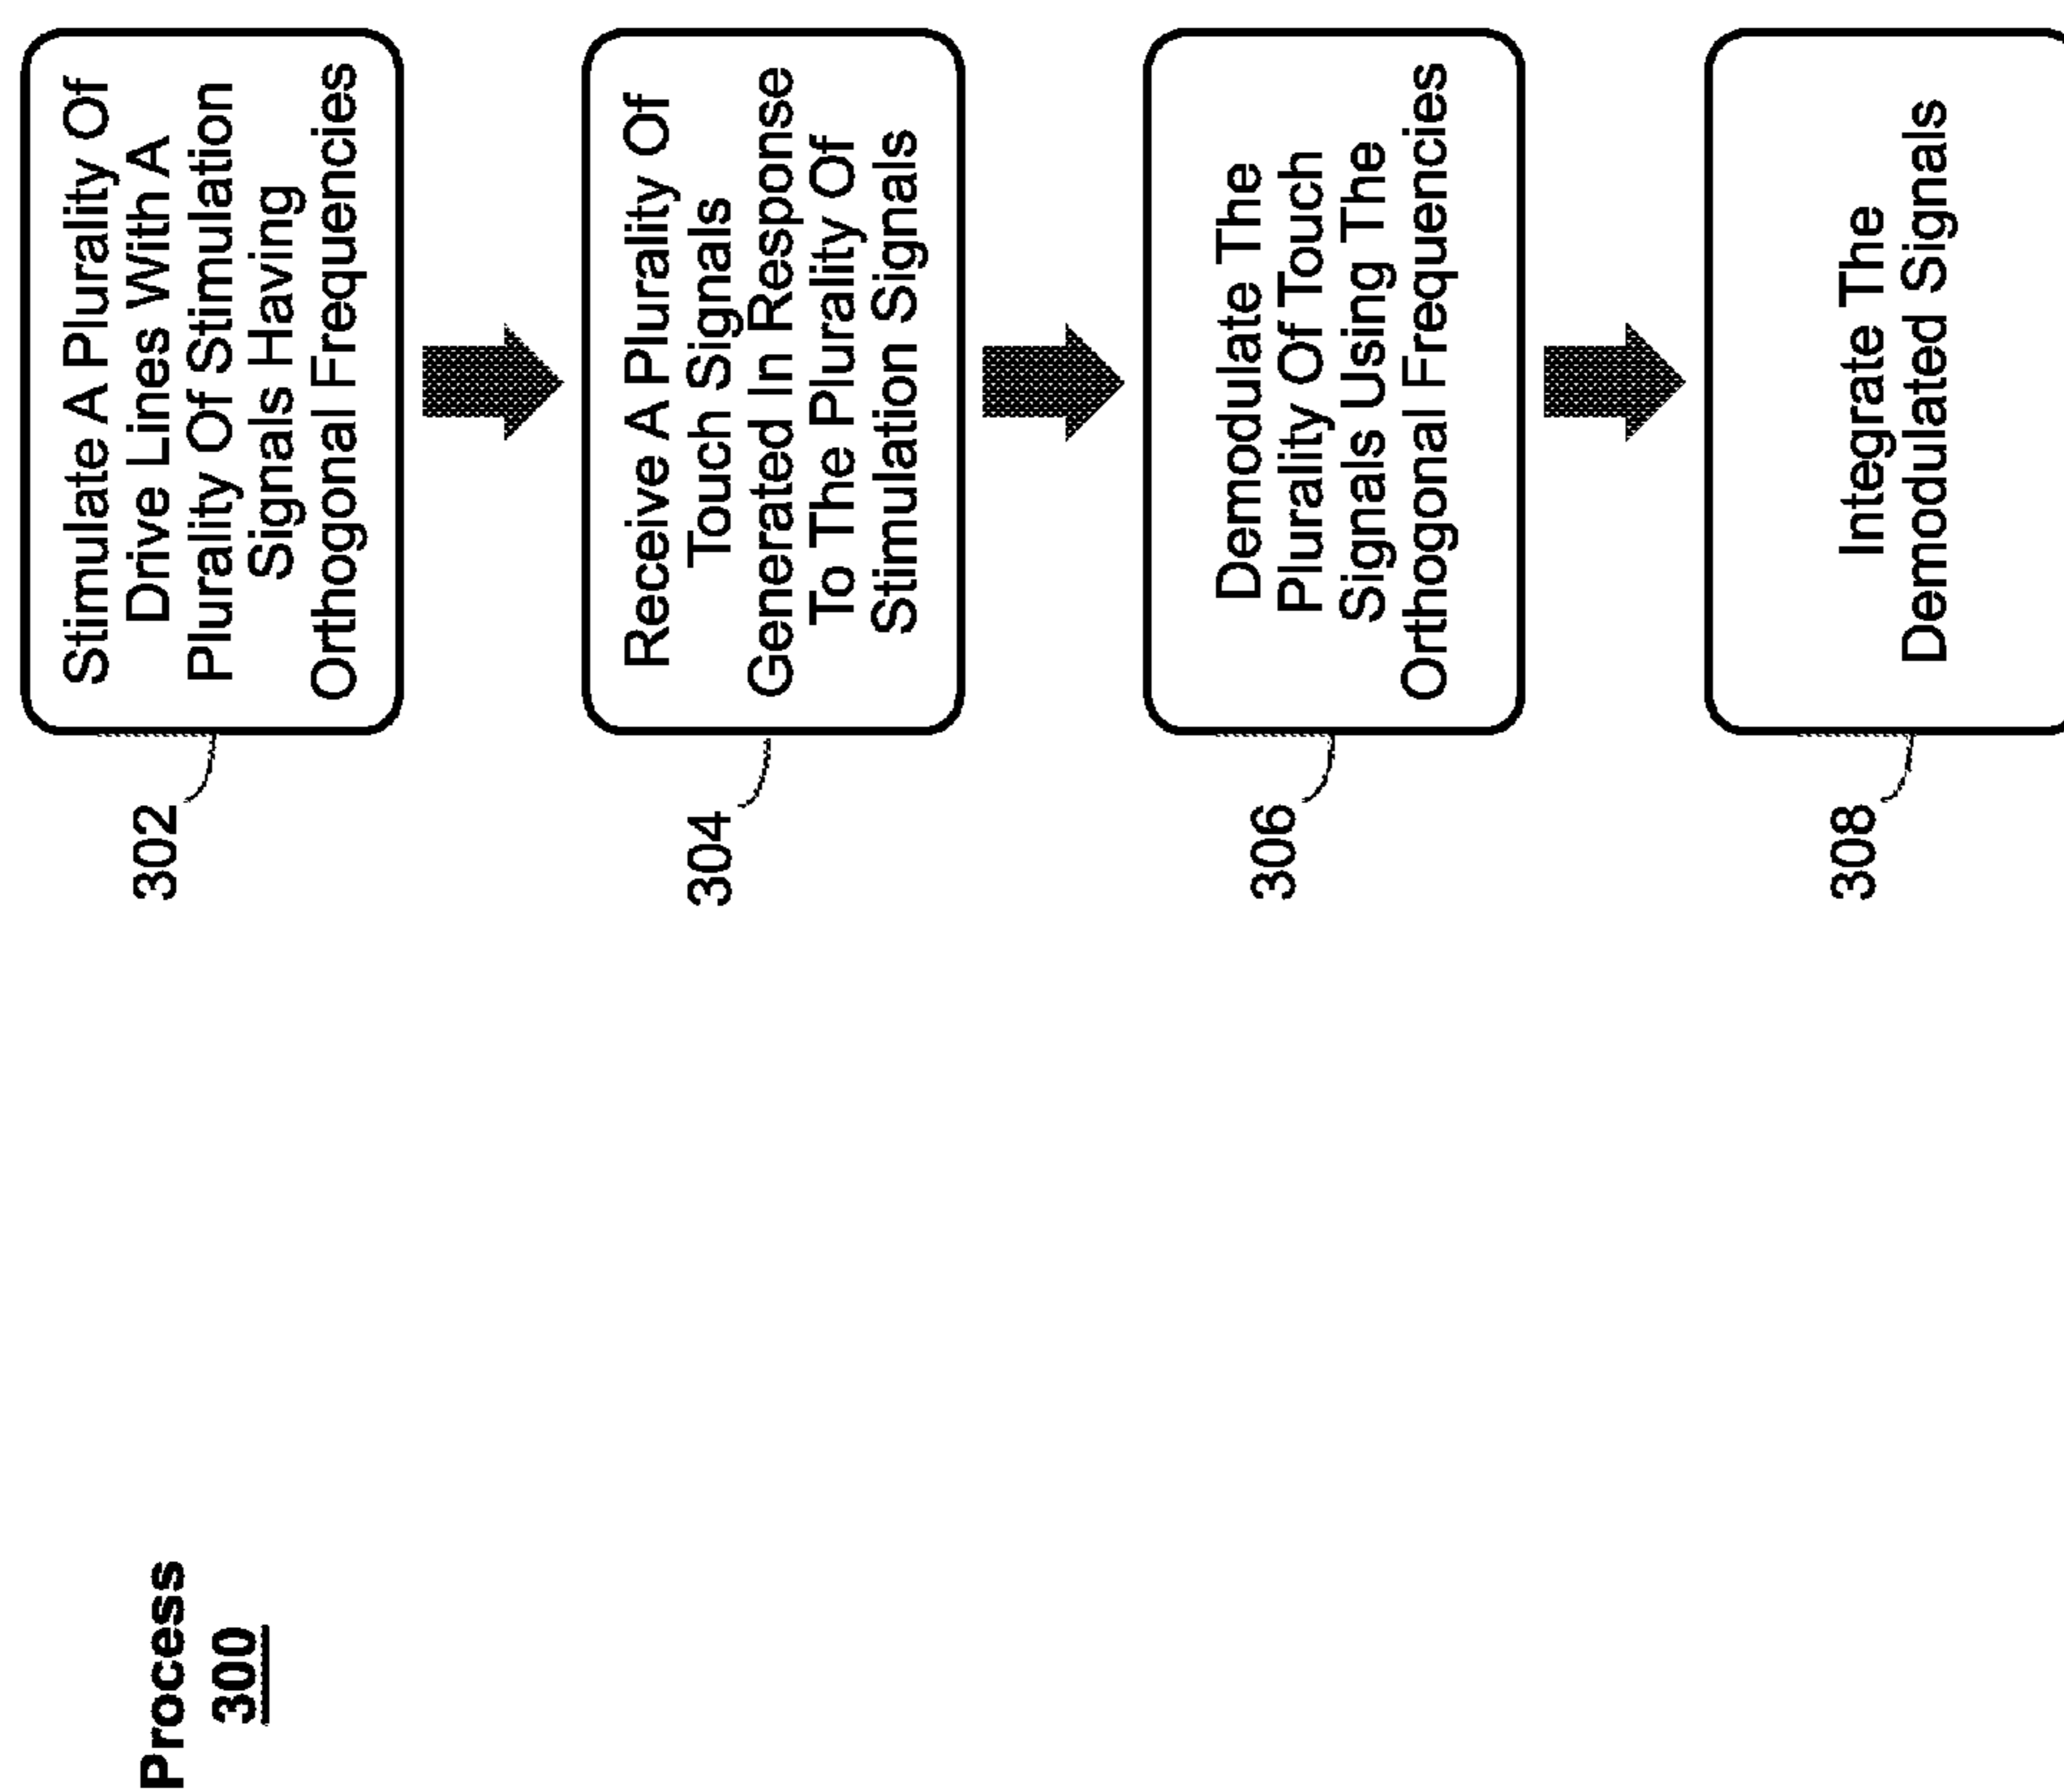 Process
300
302
Stimulate A Plurality Of
Drive Lines With A
Plurality Of Stimulation
Signals Having
Orthogonal Frequencies
304
Receive A Plurality Of
Touch Signals
Generated In Response
To The Plurality Of
Stimulation Signals
306
Demodulate The
Plurality Of Touch
Signals Using The
Orthogonal Frequencies
308
Integrate The
Demodulated Signals